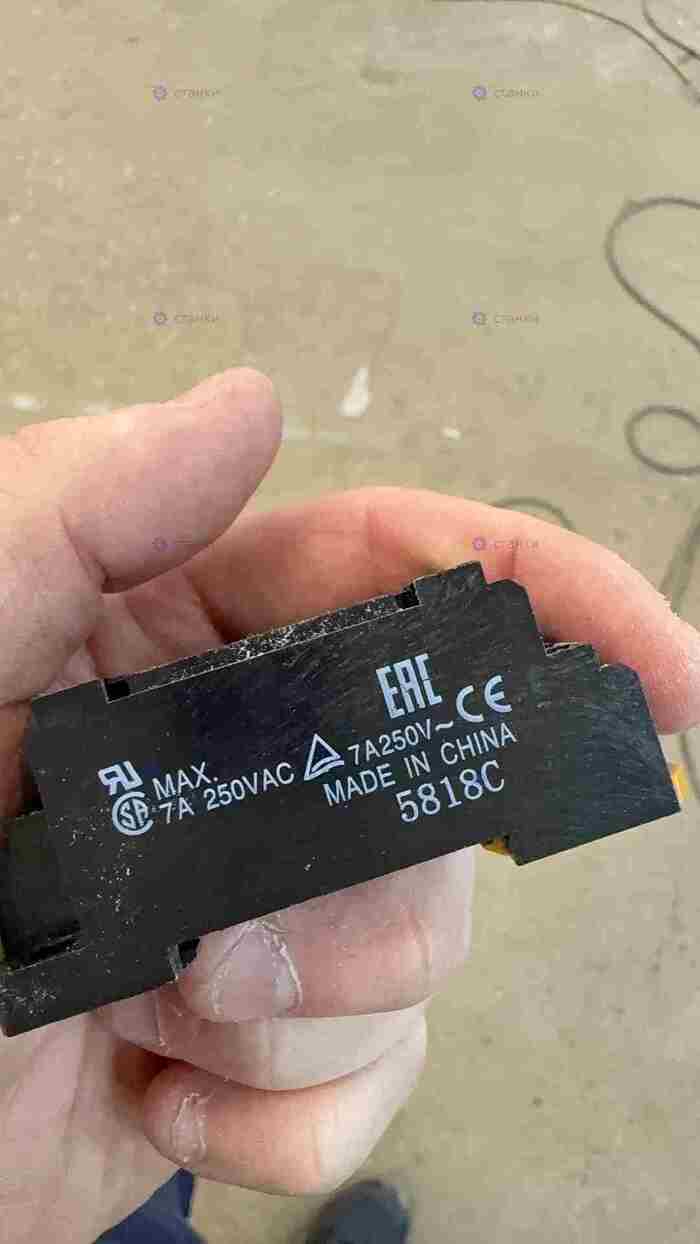 станки станки
станки станки
станки станки
EAC
MAX.
7A 250VAC
7A250V~ CE
MADE IN CHINA
5818C